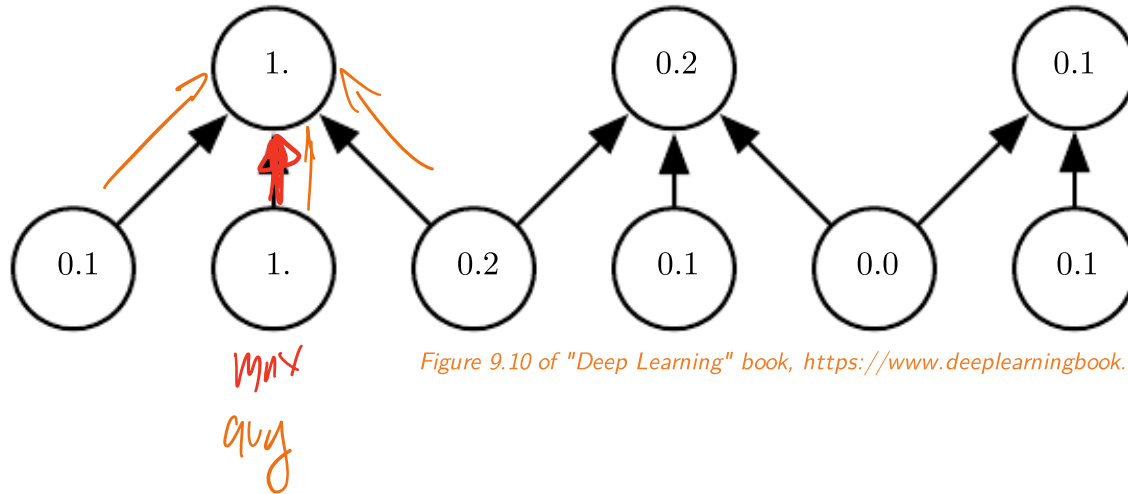 1. 0.2 0.1
0.1 1. 0.2 0.1 0.0 0.1
max
Figure 9.10 of "Deep Learning" book, https://www.deeplearningbook.
avg